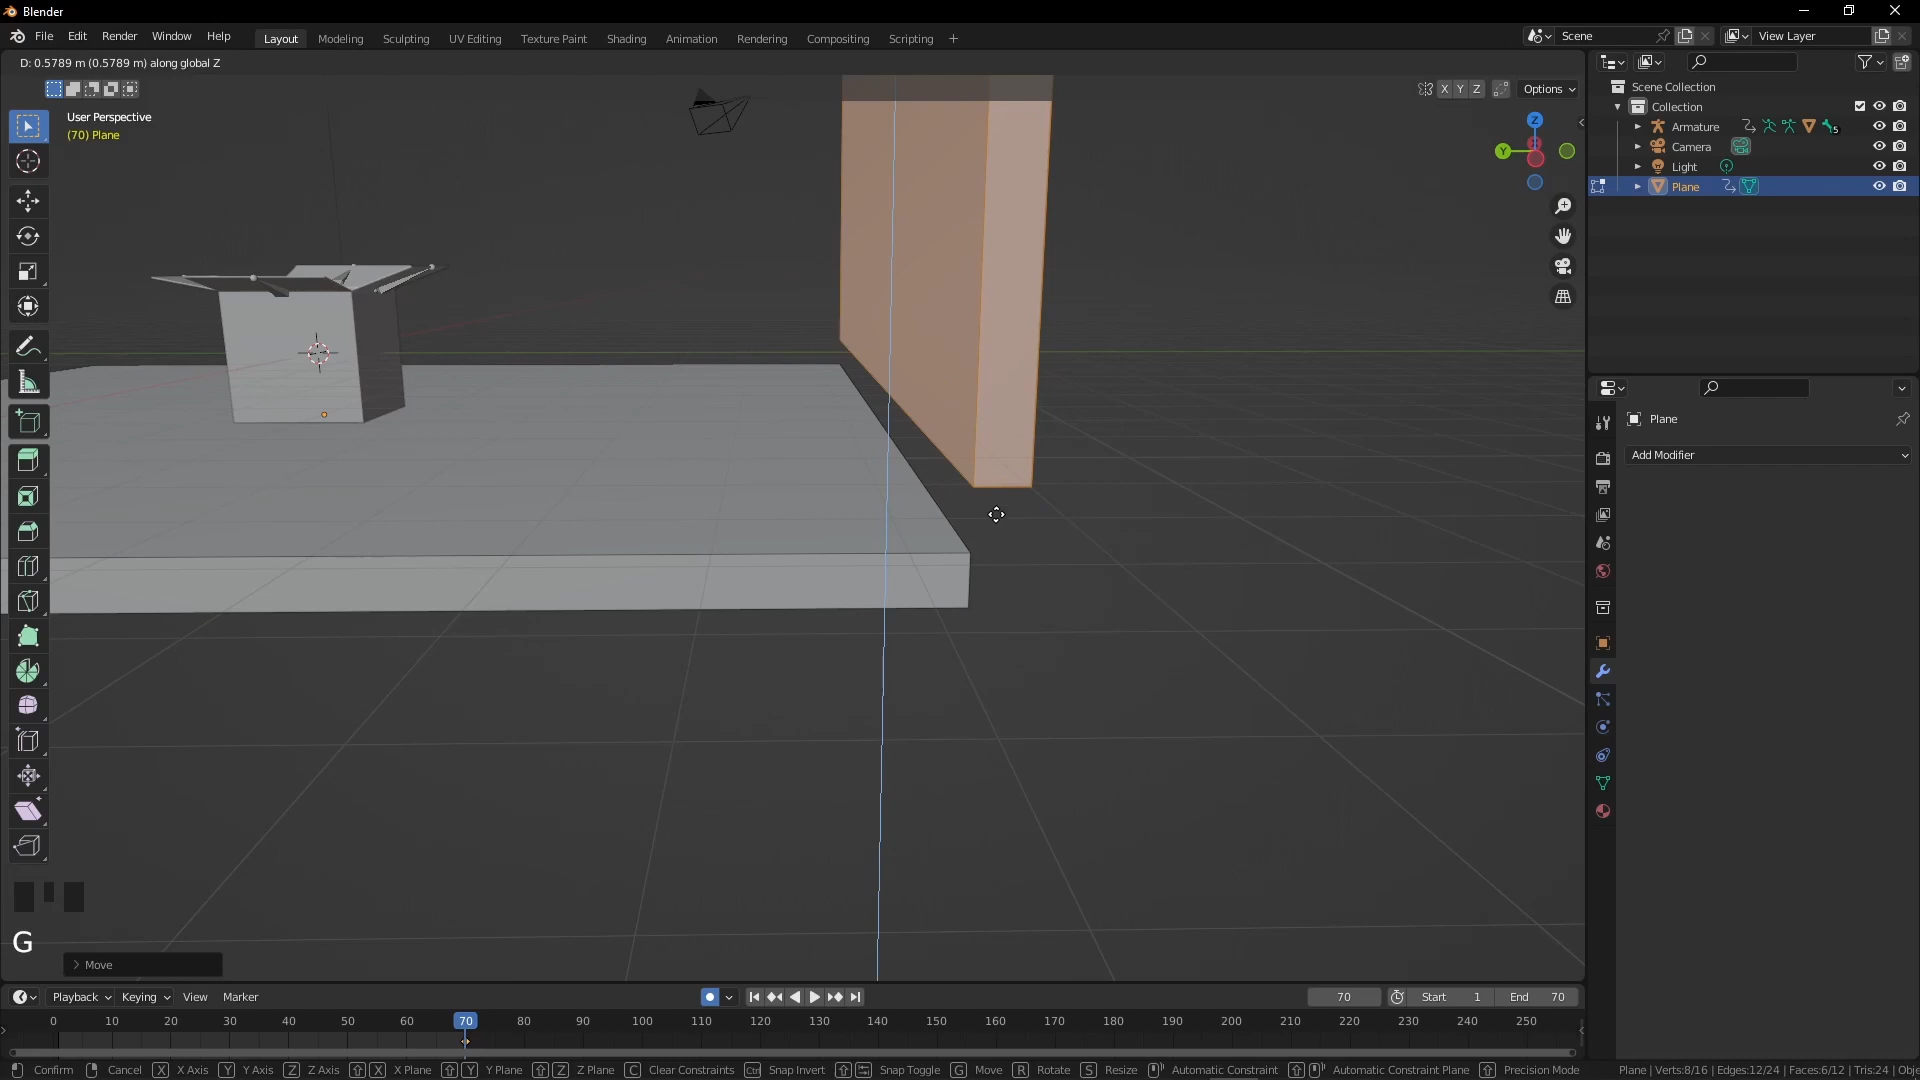 Blender
File Edit Render Window Help
Layout Modeling Sculpting UV Editing Texture Paint Shading Animation Rendering Compositing Scripting +
Scene
View Layer
D: 0.5789 m (0.5789 m) along global Z
X Y Z
Options
User Perspective
(70) Plane
Z
Y
Scene Collection
Collection
Armature
5
Camera
Light
Plane
Plane
Add Modifier
G
Move
Playback Keying View Marker
70
Start 1
End 70
0 10 20 30 40 50 60 70 80 90 100 110 120 130 140 150 160 170 180 190 200 210 220 230 240 250
Confirm Cancel X X Axis Y Y Axis Z Z Axis X X Plane Y Y Plane Z Z Plane C Clear Constraints Ctrl Snap Invert Snap Toggle G Move R Rotate S Resize Automatic Constraint Automatic Constraint Plane Precision Mode Plane | Verts:8/16 | Edges:12/24 | Faces:6/12 | Tris:24 | Obje